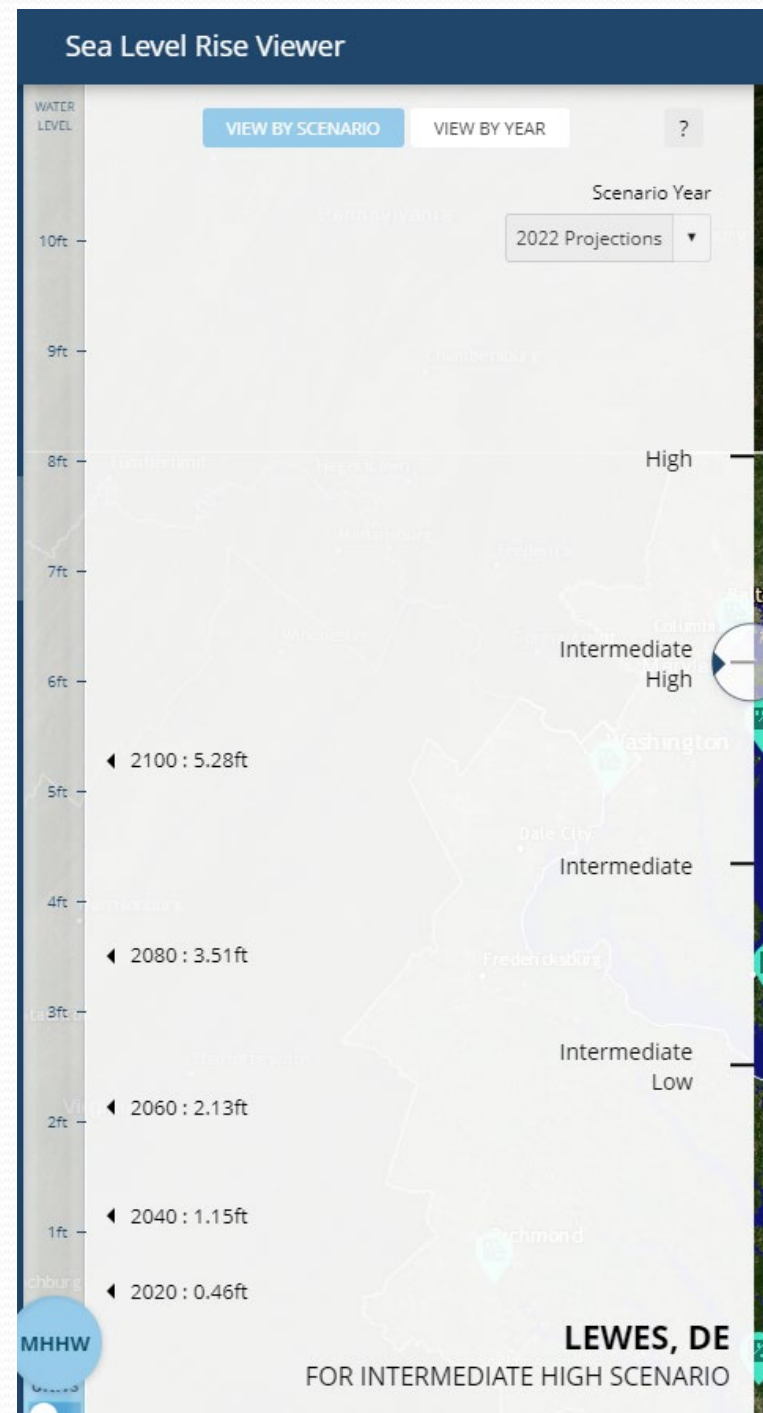 Sea Level Rise Viewer
WATER
LEVEL
VIEW BY SCENARIO
VIEW BY YEAR
?
Scenario Year
2022 Projections
10ft
9ft
8ft
High
7ft
Intermediate
High
6ft
Washington
2100 : 5.28ft
5ft
Dale City
Intermediate
4ft
2080 : 3.51ft
Fredericksburg
3ft
Intermediate
Low
2060 : 2.13ft
2ft
2040 : 1.15ft
1ft
2020 : 0.46ft
MHHW
LEWES, DE
FOR INTERMEDIATE HIGH SCENARIO